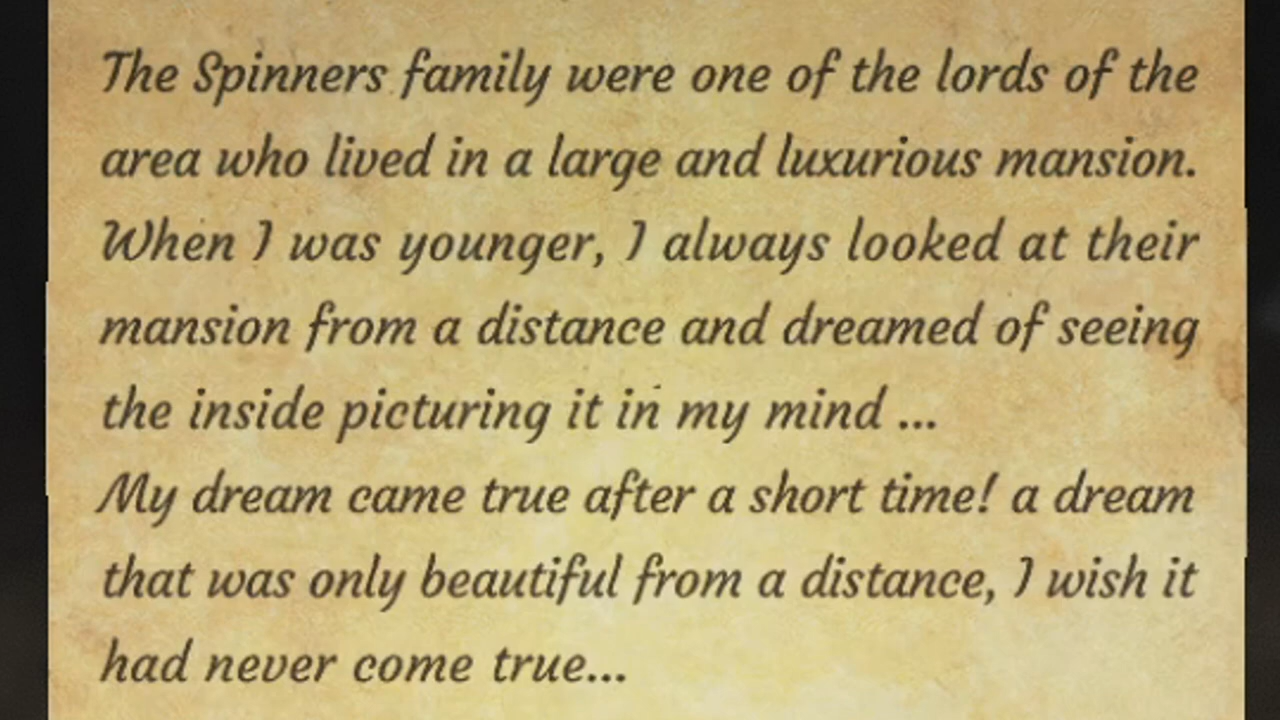 The Spinners family were one of the lords of the
area who lived in a large and luxurious mansion.
When I was younger, I always looked at their
mansion from a distance and dreamed of seeing
the inside picturing it in my mind ...
My dream came true after a short time! a dream
that was only beautiful from a distance, I wish it
had never come true...